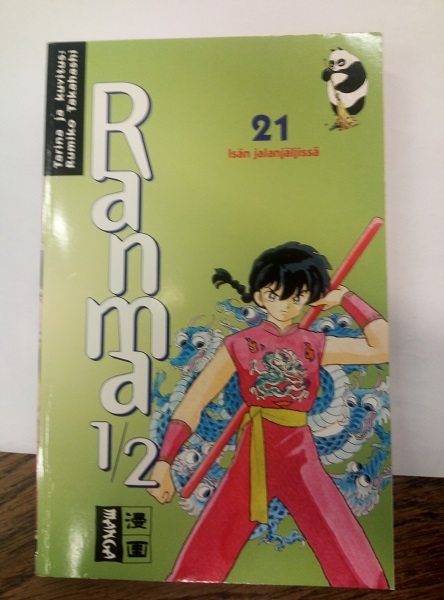 Tarina ja kuvitus:
Rumiko Takahashi
Ranma
1/2
21
Isän jalanjäljissä
漫画
MANGA